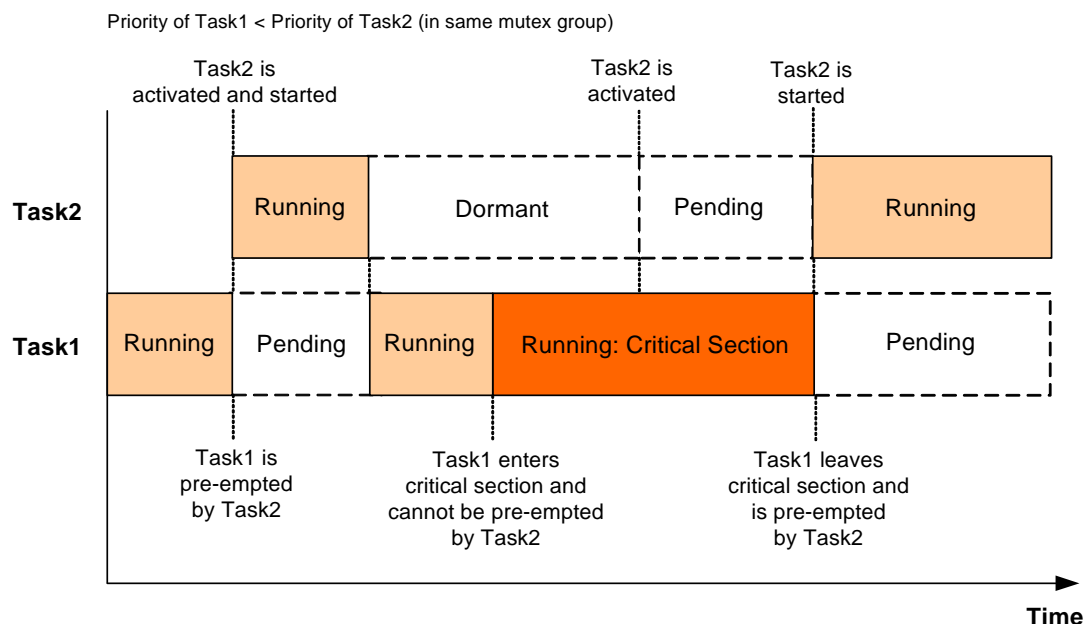 Priority of Task1 < Priority of Task2 (in same mutex group)
Task2 is
activated and started
Task2 is
activated
Task2 is
started
Task2
Running
Dormant
Pending
Running
Task1
Running
Pending
Running
Running: Critical Section
Pending
Task1 is
pre-empted
by Task2
Task1 enters
critical section and
cannot be pre-empted
by Task2
Task1 leaves
critical section and
is pre-empted
by Task2
Time